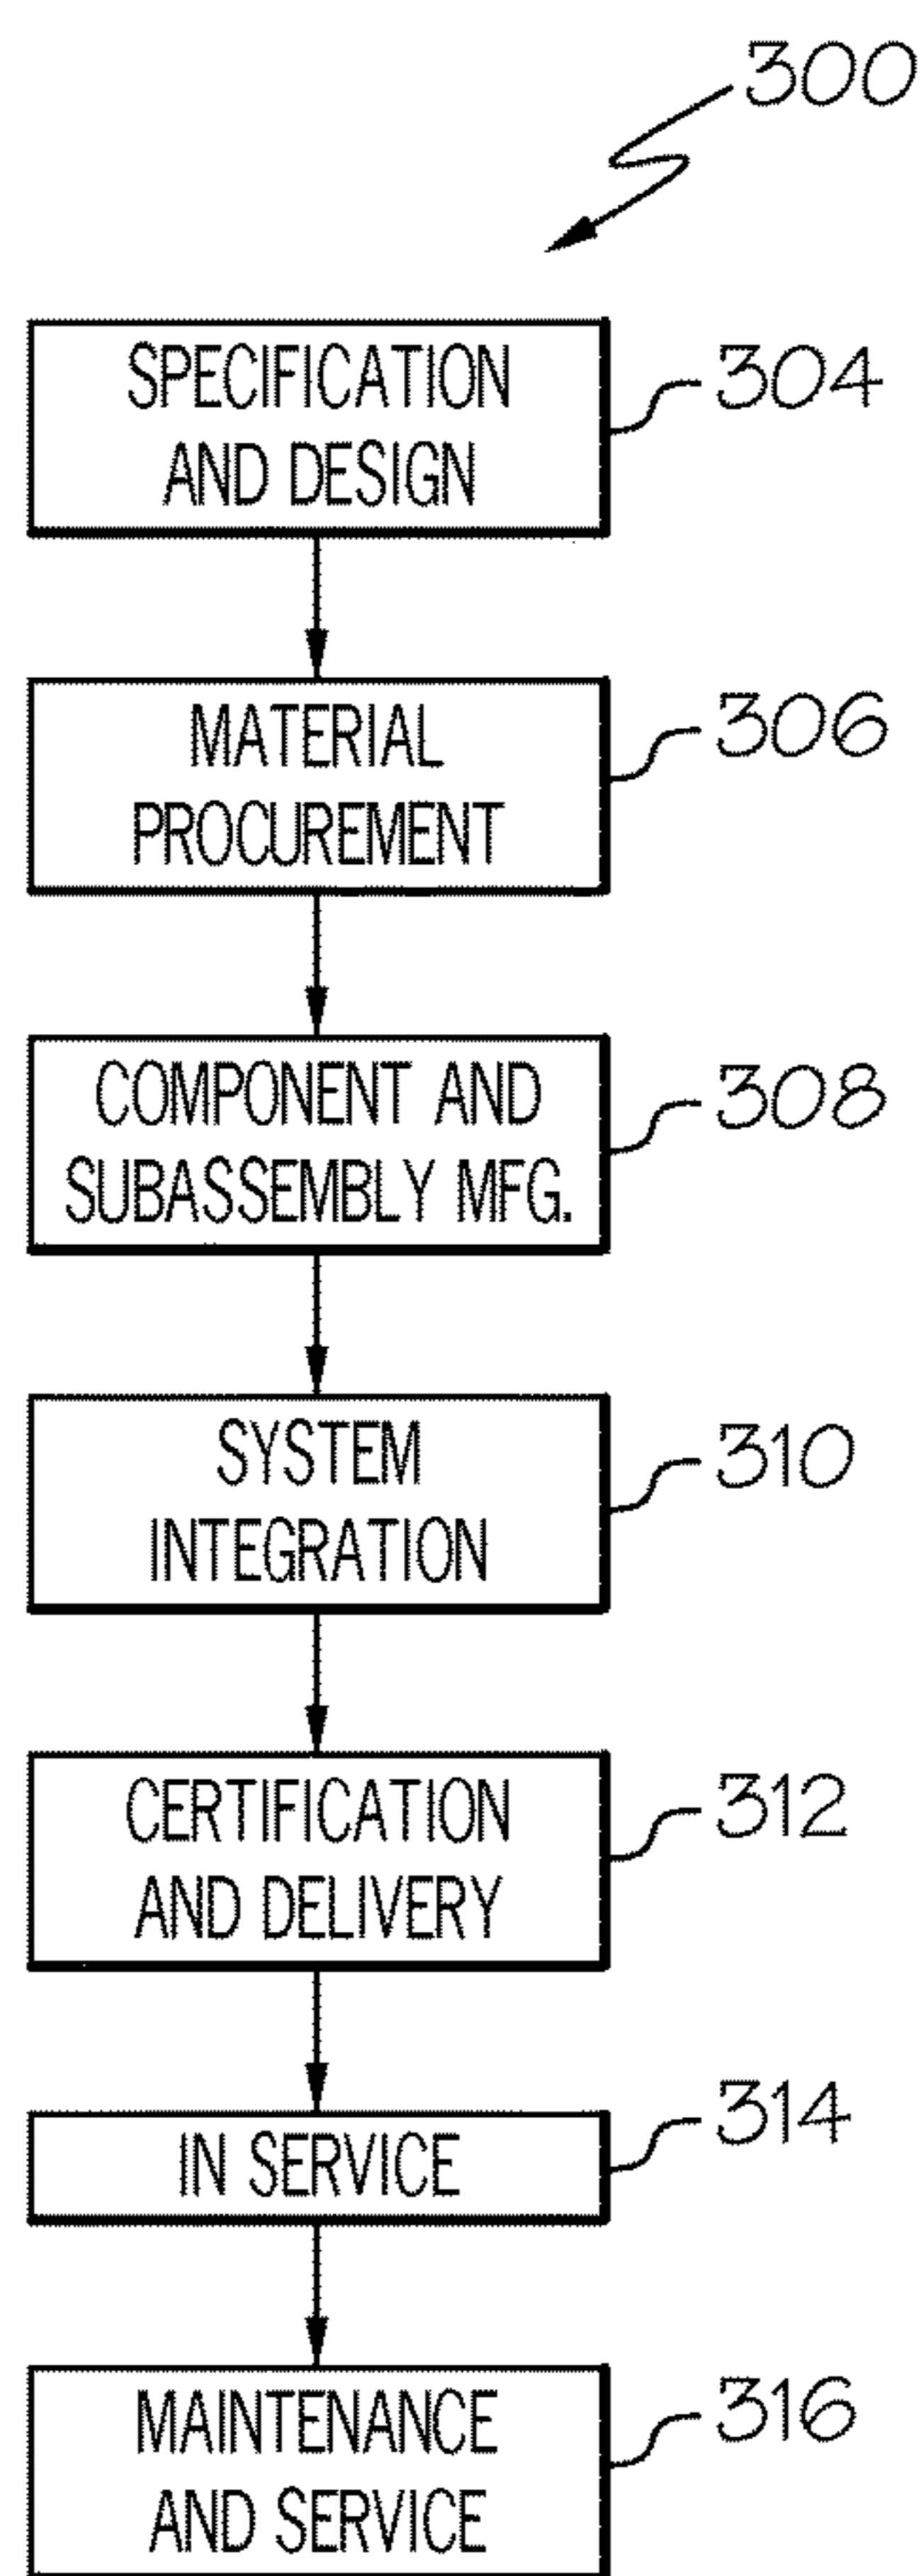 300
SPECIFICATION
AND DESIGN
304
MATERIAL
PROCUREMENT
306
COMPONENT AND
SUBASSEMBLY MFG.
308
SYSTEM
INTEGRATION
310
CERTIFICATION
AND DELIVERY
312
IN SERVICE
314
MAINTENANCE
AND SERVICE
316